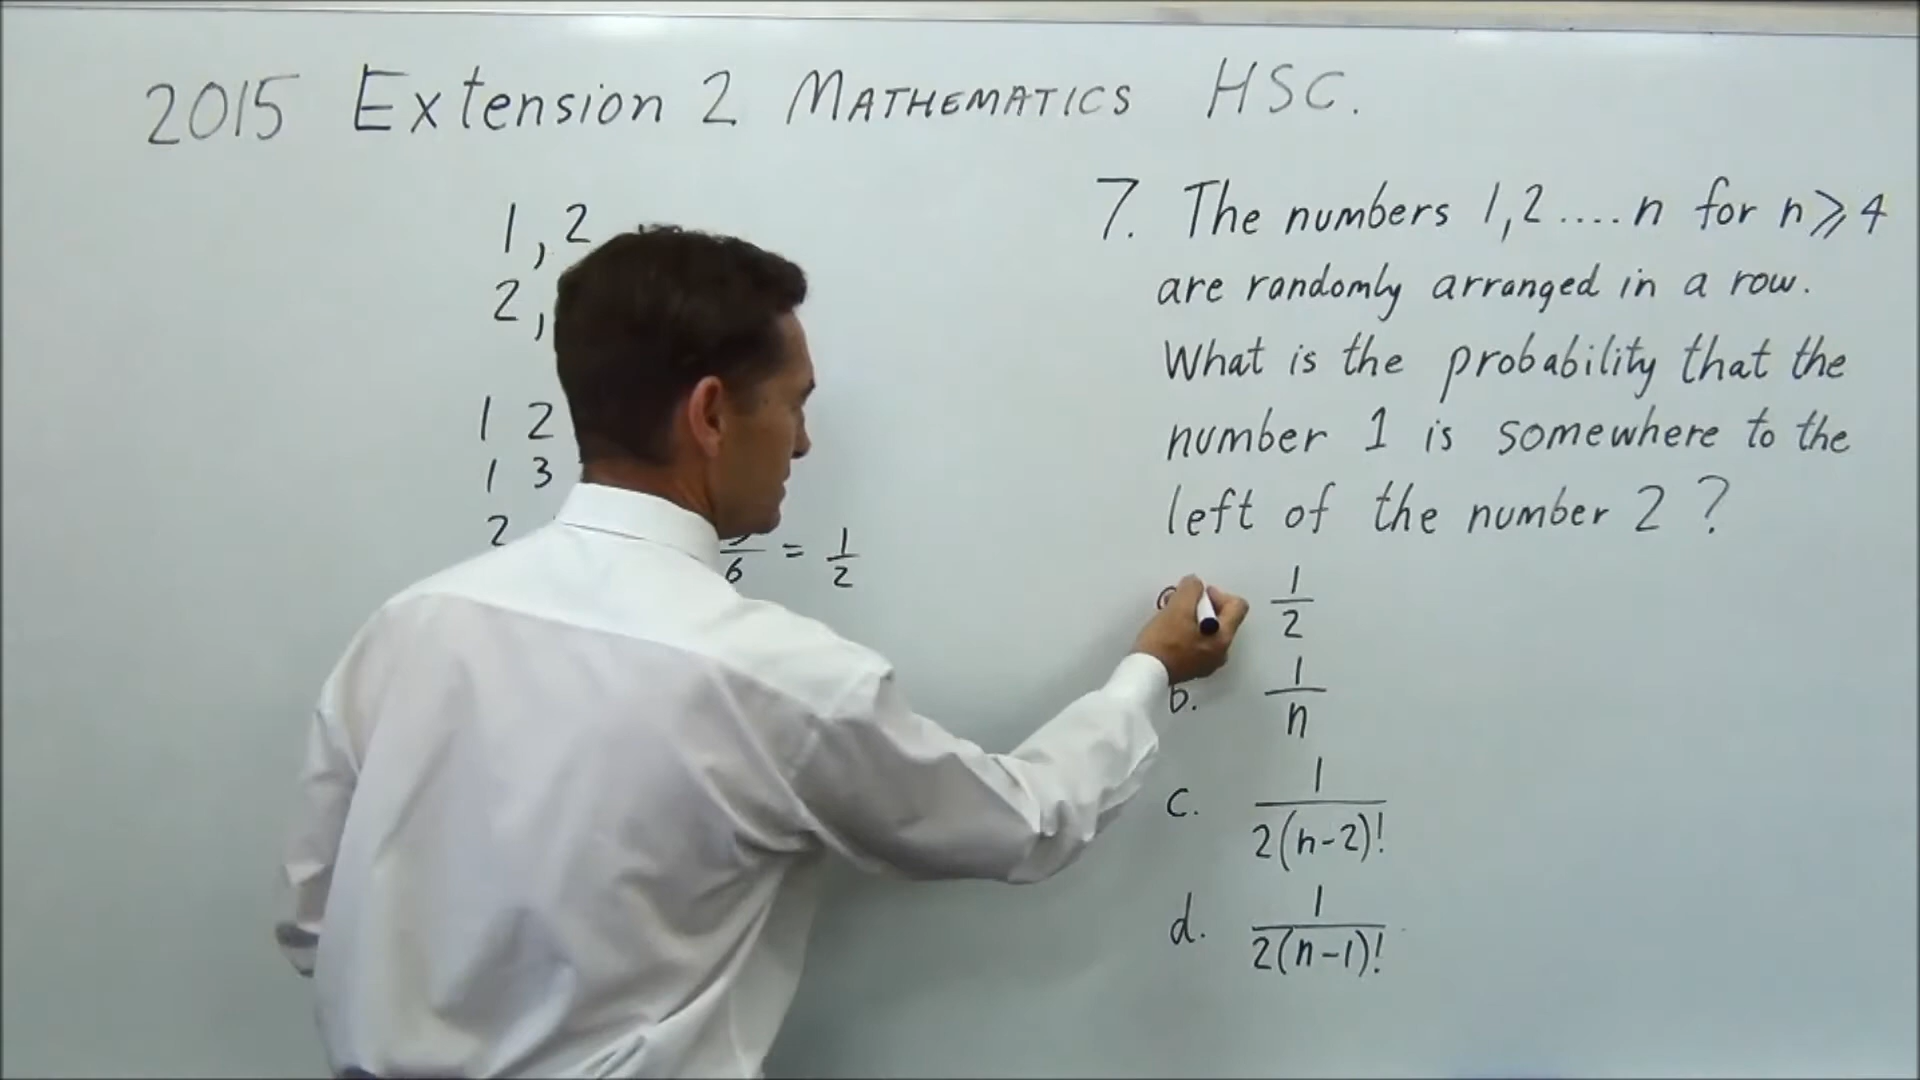 2015 Extension 2 MATHEMATICS HSC.
1, 2
2,
1 2
1 3
2
6 = 1/2
7. The numbers 1, 2 .... n for n ⩾ 4
are randomly arranged in a row.
What is the probability that the
number 1 is somewhere to the
left of the number 2 ?
1/2
b. 1/n
c. 1/2(n-2)!
d. 1/2(n-1)!